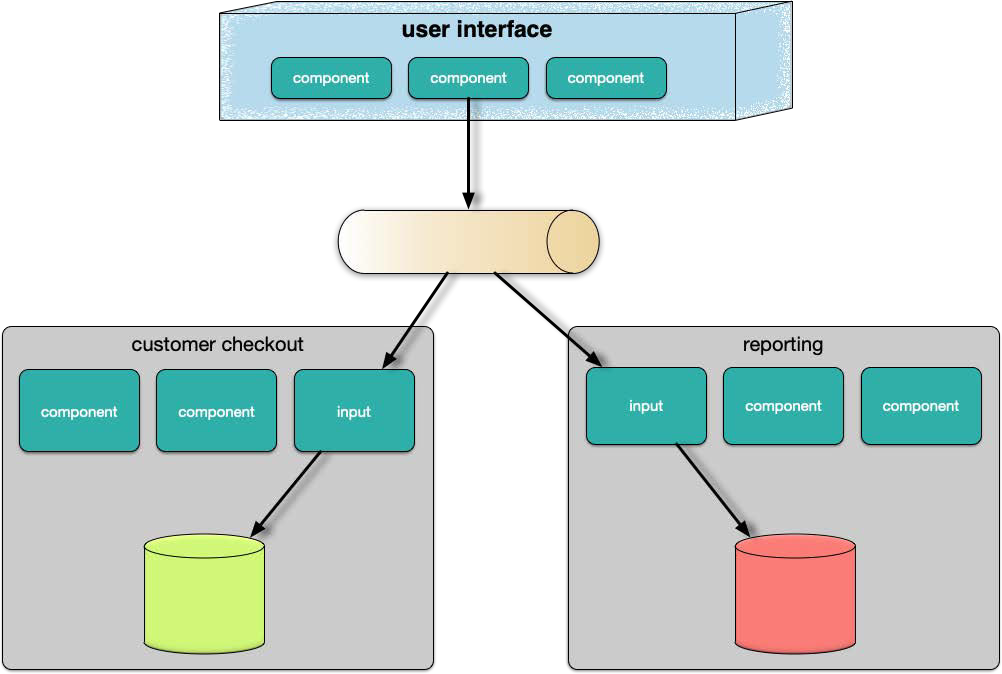 user interface
component
component
component
customer checkout
component
component
input
reporting
input
component
component